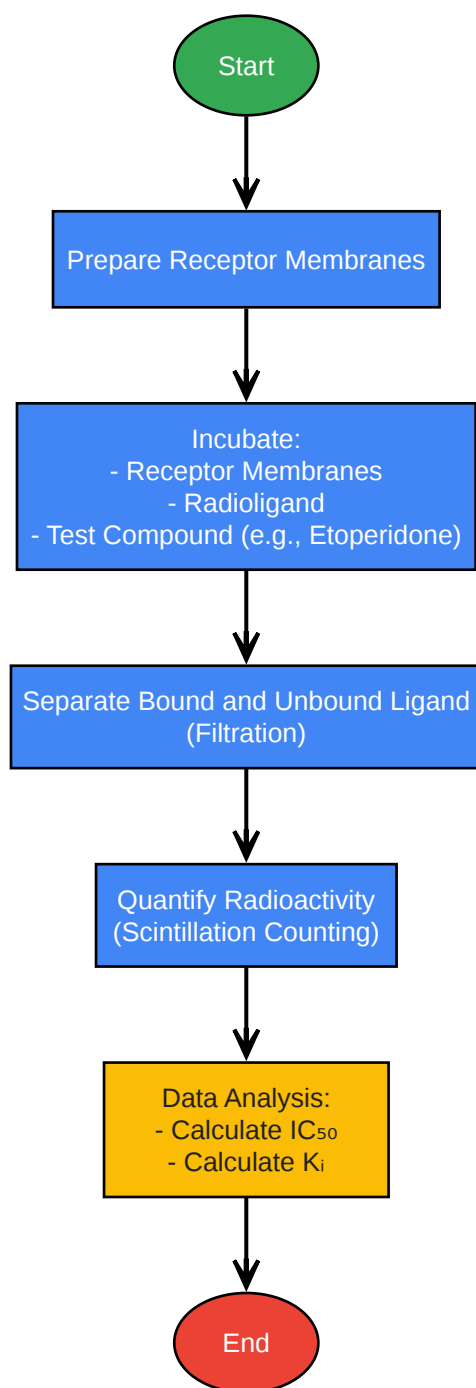 Start
Prepare Receptor Membranes
Incubate:
- Receptor Membranes
- Radioligand
- Test Compound (e.g., Etoperidone)
Separate Bound and Unbound Ligand
(Filtration)
Quantify Radioactivity
(Scintillation Counting)
Data Analysis:
- Calculate IC₅₀
- Calculate Kᵢ
End